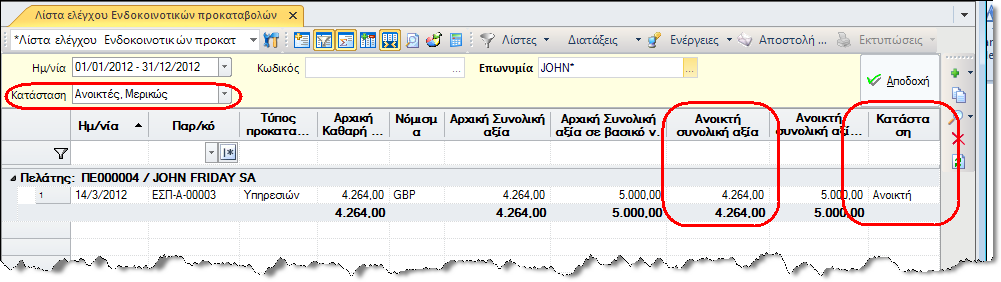 Λίστα ελέγχου Ενδοκοινοτικών προκαταβολών
*Λίστα ελέγχου Ενδοκοινοτικών προκατ Λίστες Διατάξεις Ενέργειες Αποστολή ... Εκτυπώσεις
Ημ/νία 01/01/2012 - 31/12/2012 Κωδικός ... Επωνυμία JOHN* ...
Κατάσταση Ανοικτές, Μερικώς Αποδοχή
Ημ/νία Παρ/κό Τύπος προκατα... Αρχική Καθαρή ... Νόμισμα Αρχική Συνολική αξία Αρχική Συνολική αξία σε βασικό ν. Ανοικτή συνολική αξία Ανοικτή συνολική αξί... Κατάσταση
Πελάτης: ΠΕ000004 / JOHN FRIDAY SA
1 14/3/2012 ΕΣΠ-Α-00003 Υπηρεσιών 4.264,00 GBP 4.264,00 5.000,00 4.264,00 5.000,00 Ανοικτή
4.264,00 4.264,00 5.000,00 4.264,00 5.000,00